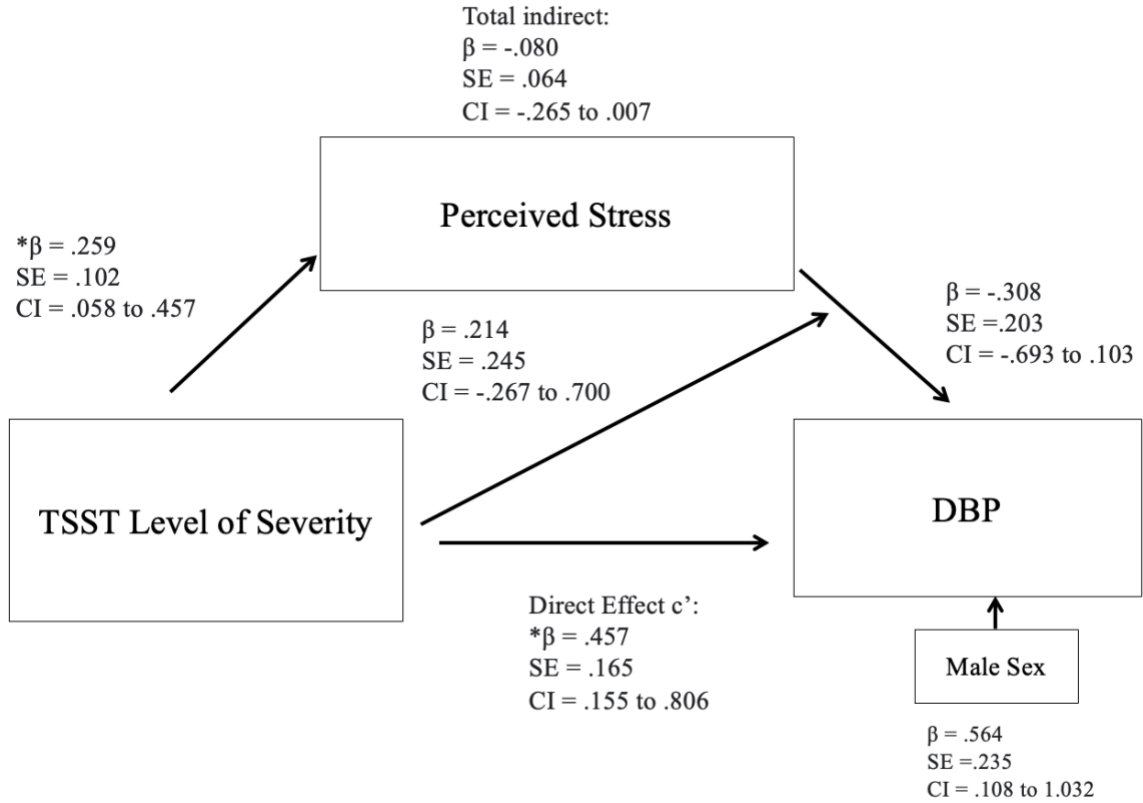 Total indirect:
β = -.080
SE = .064
CI = -.265 to .007
Perceived Stress
*β = .259
SE = .102
CI = .058 to .457
β = .214
SE = .245
CI = -.267 to .700
β = -.308
SE =.203
CI = -.693 to .103
TSST Level of Severity
DBP
Direct Effect c’:
*β = .457
SE = .165
CI = .155 to .806
Male Sex
β = .564
SE =.235
CI = .108 to 1.032